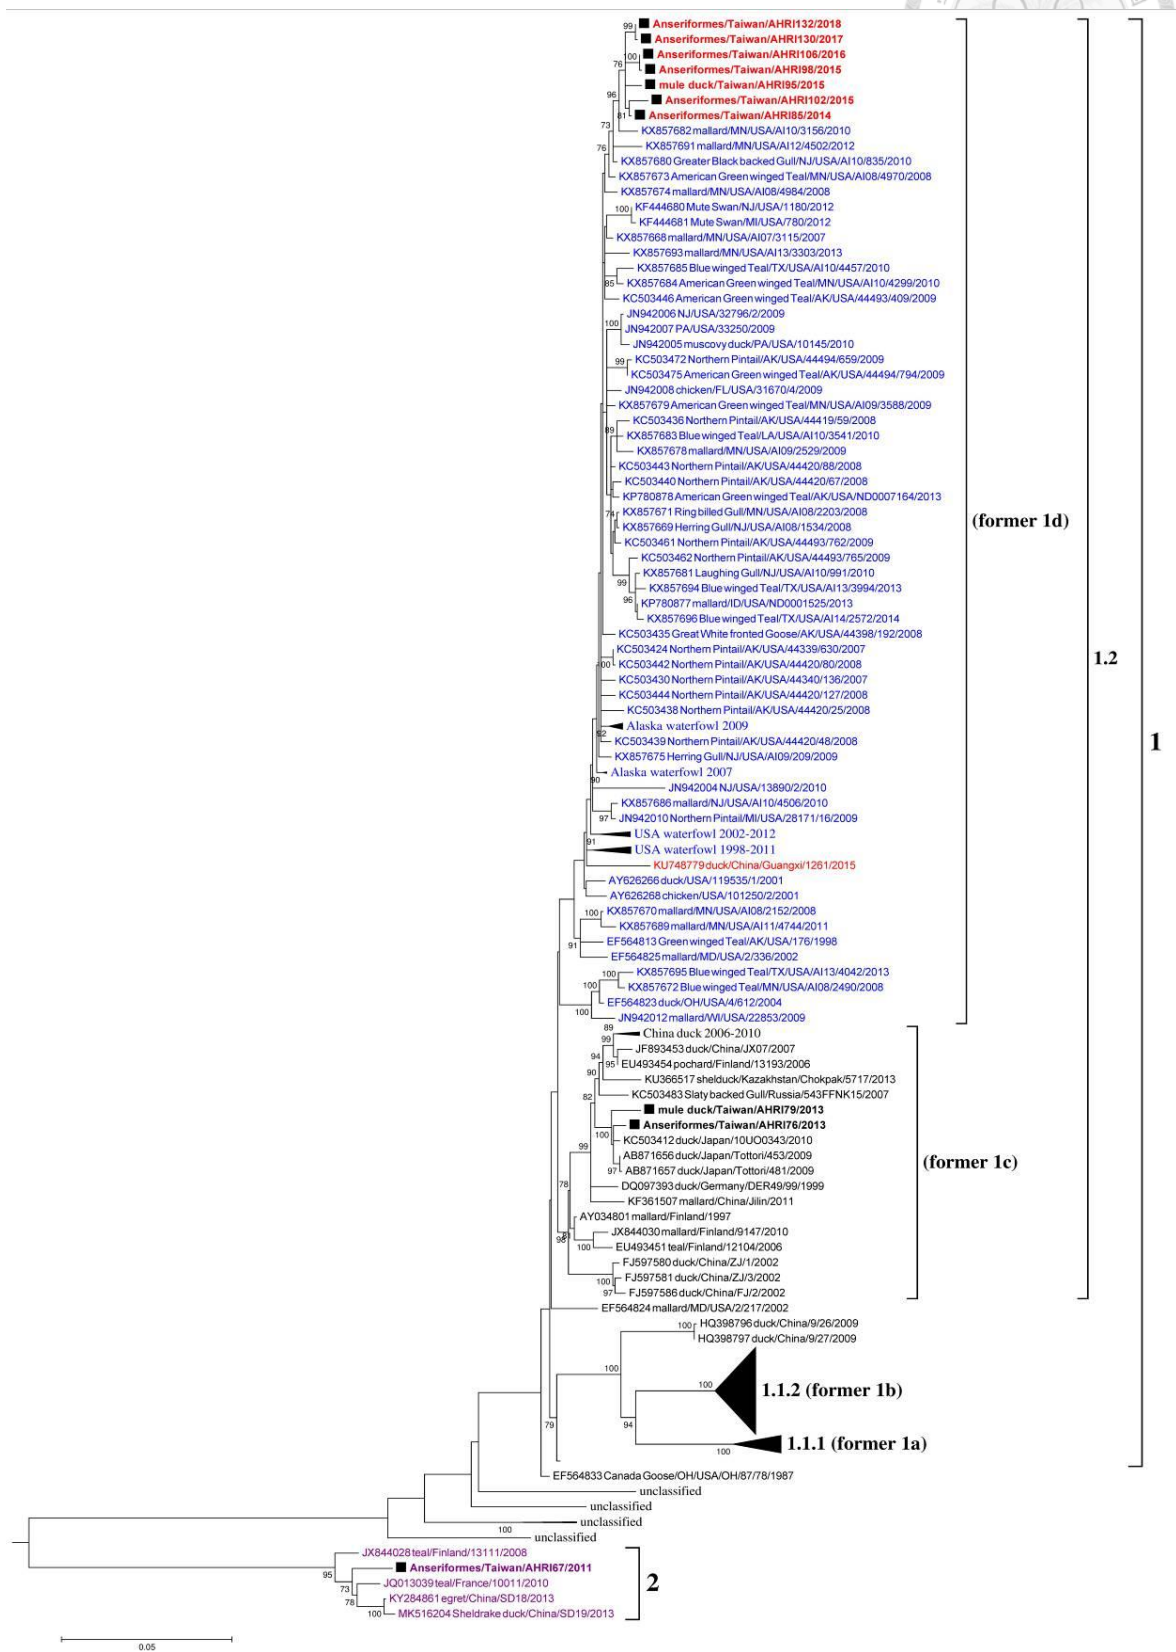 99
Anseriformes/Taiwan/AHRI132/2018
Anseriformes/Taiwan/AHRI130/2017
100
Anseriformes/Taiwan/AHRI106/2016
76
Anseriformes/Taiwan/AHRI98/2015
mule duck/Taiwan/AHRI95/2015
96
Anseriformes/Taiwan/AHRI102/2015
81
Anseriformes/Taiwan/AHRI85/2014
73
KX857682 mallard/MN/USA/AI10/3156/2010
76
KX857691 mallard/MN/USA/AI12/4502/2012
KX857680 Greater Black backed Gull/NJ/USA/AI10/835/2010
KX857673 American Green winged Teal/MN/USA/AI08/4970/2008
KX857674 mallard/MN/USA/AI08/4984/2008
100
KF444680 Mute Swan/NJ/USA/1180/2012
KF444681 Mute Swan/MI/USA/780/2012
KX857668 mallard/MN/USA/AI07/3115/2007
KX857693 mallard/MN/USA/AI13/3303/2013
KX857685 Blue winged Teal/TX/USA/AI10/4457/2010
85
KX857684 American Green winged Teal/MN/USA/AI10/4299/2010
KC503446 American Green winged Teal/AK/USA/44493/409/2009
JN942006 NJ/USA/32796/2/2009
100
JN942007 PA/USA/33250/2009
JN942005 muscovy duck/PA/USA/10145/2010
99
KC503472 Northern Pintail/AK/USA/44494/659/2009
KC503475 American Green winged Teal/AK/USA/44494/794/2009
JN942008 chicken/FL/USA/31670/4/2009
KX857679 American Green winged Teal/MN/USA/AI09/3588/2009
KC503436 Northern Pintail/AK/USA/44419/59/2008
89
KX857683 Blue winged Teal/LA/USA/AI10/3541/2010
KX857678 mallard/MN/USA/AI09/2529/2009
KC503443 Northern Pintail/AK/USA/44420/88/2008
KC503440 Northern Pintail/AK/USA/44420/67/2008
KP780878 American Green winged Teal/AK/USA/ND0007164/2013
74
KX857671 Ring billed Gull/MN/USA/AI08/2203/2008
(former 1d)
KX857669 Herring Gull/NJ/USA/AI08/1534/2008
KC503461 Northern Pintail/AK/USA/44493/762/2009
KC503462 Northern Pintail/AK/USA/44493/765/2009
KX857681 Laughing Gull/NJ/USA/AI10/991/2010
99
KX857694 Blue winged Teal/TX/USA/AI13/3994/2013
96
KP780877 mallard/ID/USA/ND0001525/2013
KX857696 Blue winged Teal/TX/USA/AI14/2572/2014
KC503435 Great White fronted Goose/AK/USA/44398/192/2008
KC503424 Northern Pintail/AK/USA/44339/630/2007
1.2
KC503442 Northern Pintail/AK/USA/44420/80/2008
KC503430 Northern Pintail/AK/USA/44340/136/2007
KC503444 Northern Pintail/AK/USA/44420/127/2008
KC503438 Northern Pintail/AK/USA/44420/25/2008
Alaska waterfowl 2009
KC503439 Northern Pintail/AK/USA/44420/48/2008
1
KX857675 Herring Gull/NJ/USA/AI09/209/2009
Alaska waterfowl 2007
90
JN942004 NJ/USA/13890/2/2010
KX857686 mallard/NJ/USA/AI10/4506/2010
97
JN942010 Northern Pintail/MI/USA/28171/16/2009
USA waterfowl 2002-2012
91
USA waterfowl 1998-2011
KU748779 duck/China/Guangxi/1261/2015
AY626266 duck/USA/119535/1/2001
AY626268 chicken/USA/101250/2/2001
100
KX857670 mallard/MN/USA/AI08/2152/2008
KX857689 mallard/MN/USA/AI11/4744/2011
91
EF564813 Green winged Teal/AK/USA/176/1998
EF564825 mallard/MD/USA/2/336/2002
100
KX857695 Blue winged Teal/TX/USA/AI13/4042/2013
100
KX857672 Blue winged Teal/MN/USA/AI08/2490/2008
EF564823 duck/OH/USA/4/612/2004
100
JN942012 mallard/WI/USA/22853/2009
89
China duck 2006-2010
99
JF893453 duck/China/JX07/2007
94
95
EU493454 pochard/Finland/13193/2006
90
KU366517 shelduck/Kazakhstan/Chokpak/5717/2013
82
KC503483 Slaty backed Gull/Russia/543FFNK15/2007
mule duck/Taiwan/AHRI79/2013
Anseriformes/Taiwan/AHRI76/2013
100
KC503412 duck/Japan/10UO0343/2010
99
AB871656 duck/Japan/Tottori/453/2009
(former 1c)
97
AB871657 duck/Japan/Tottori/481/2009
78
DQ097393 duck/Germany/DER49/99/1999
KF361507 mallard/China/Jilin/2011
AY034801 mallard/Finland/1997
JX844030 mallard/Finland/9147/2010
98
100
EU493451 teal/Finland/12104/2006
FJ597580 duck/China/ZJ/1/2002
100
FJ597581 duck/China/ZJ/3/2002
97
FJ597586 duck/China/FJ/2/2002
EF564824 mallard/MD/USA/2/217/2002
100
HQ398796 duck/China/9/26/2009
HQ398797 duck/China/9/27/2009
100
100
1.1.2 (former 1b)
79
94
100
1.1.1 (former 1a)
EF564833 Canada Goose/OH/USA/OH/87/78/1987
unclassified
unclassified
unclassified
100
unclassified
JX844028 teal/Finland/13111/2008
95
Anseriformes/Taiwan/AHRI67/2011
73
JQ013039 teal/France/10011/2010
2
78
KY284861 egret/China/SD18/2013
100
MK516204 Sheldrake duck/China/SD19/2013
0.05